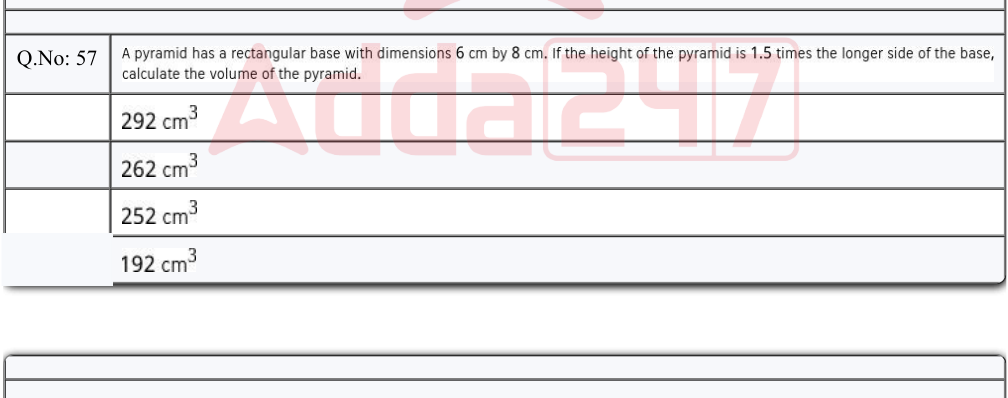 Q.No: 57
A pyramid has a rectangular base with dimensions 6 cm by 8 cm. If the height of the pyramid is 1.5 times the longer side of the base,
calculate the volume of the pyramid.
Adda247
292 cm³
262 cm³
252 cm³
192 cm³